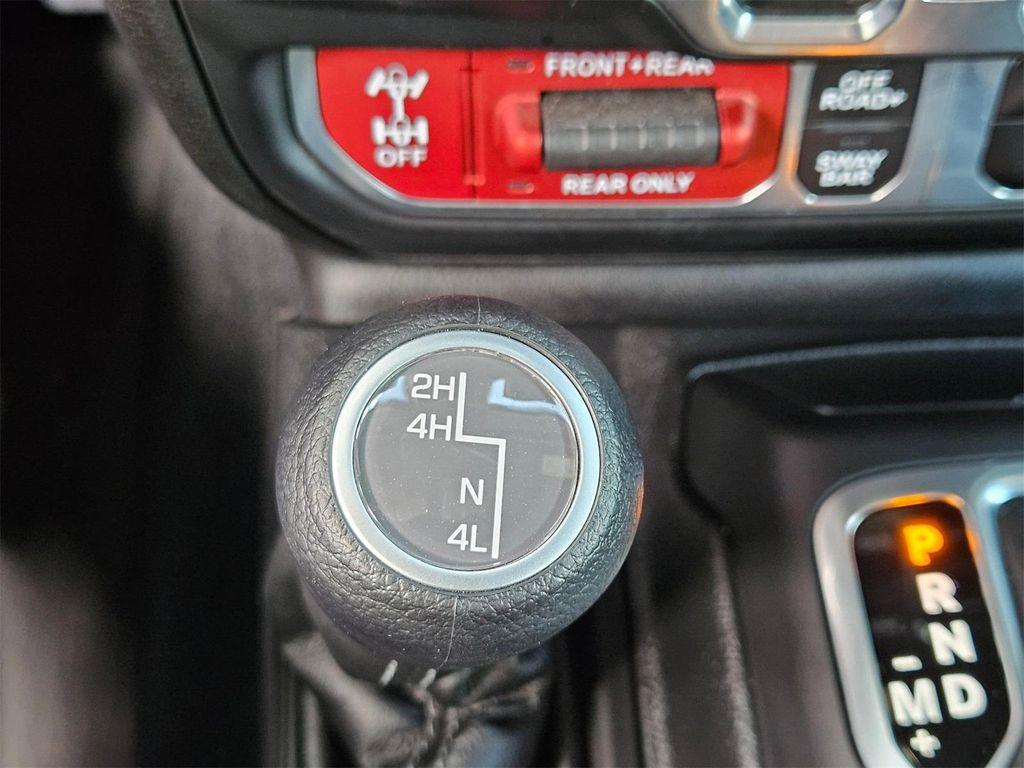 FRONT+REAR
OFF
REAR ONLY
OFF
ROAD+
SWAY
BAR
2H
4H
N
4L
P
R
N
D
-
M
+